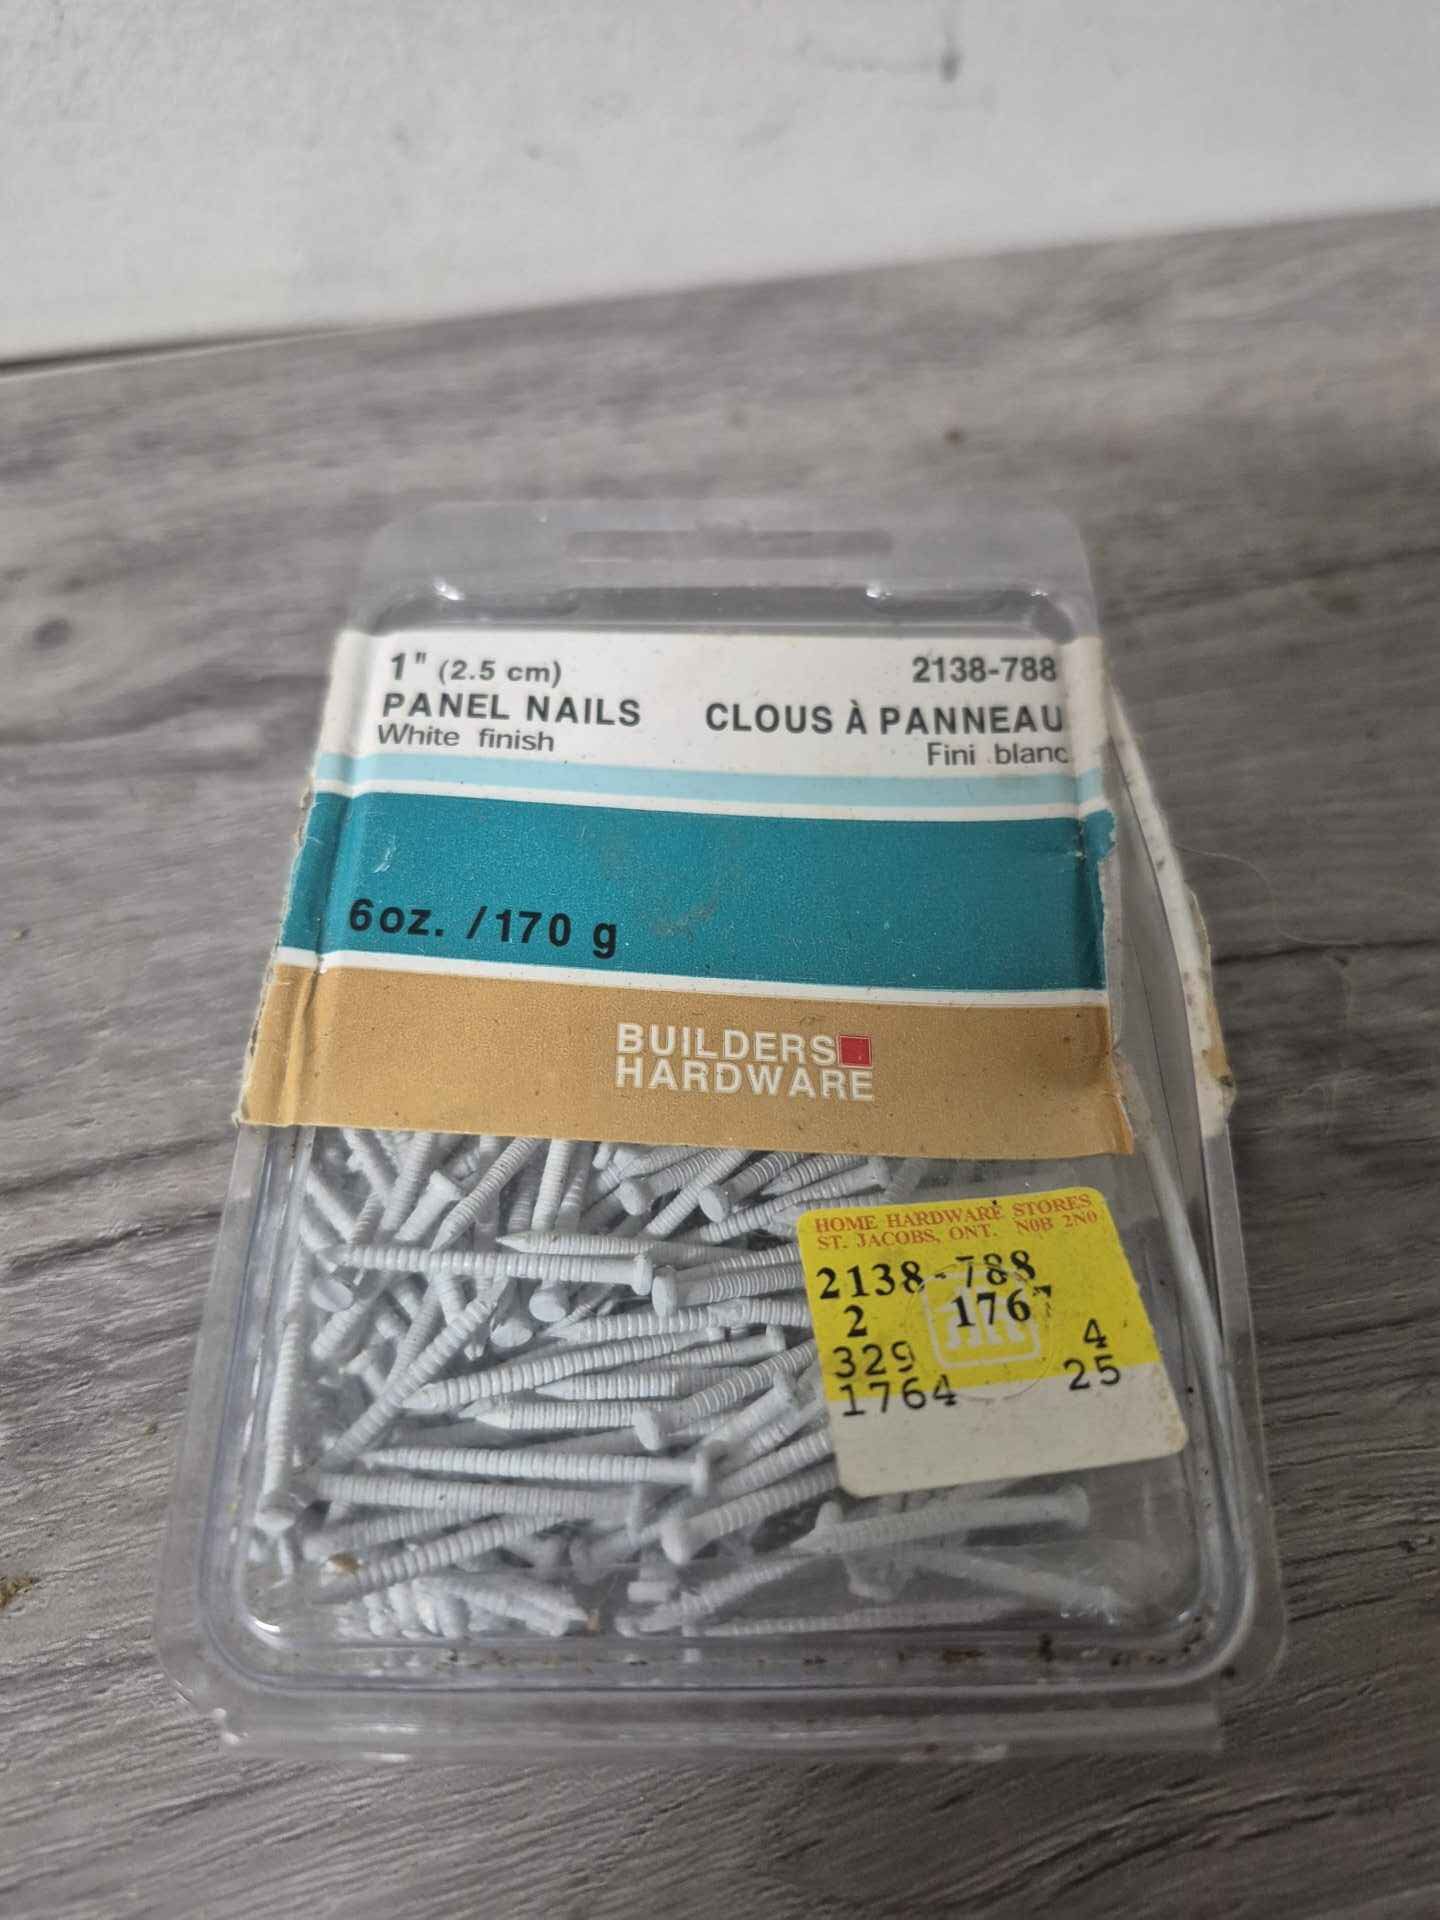 1" (2.5 cm)
2138-788
PANEL NAILS
CLOUS À PANNEAU
White finish
Fini blanc
6oz. /170 g
BUILDERS
HARDWARE
HOME HARDWARE STORES
ST. JACOBS, ONT. N0B 2N0
2138-788
2 1767
329 4
1764 25